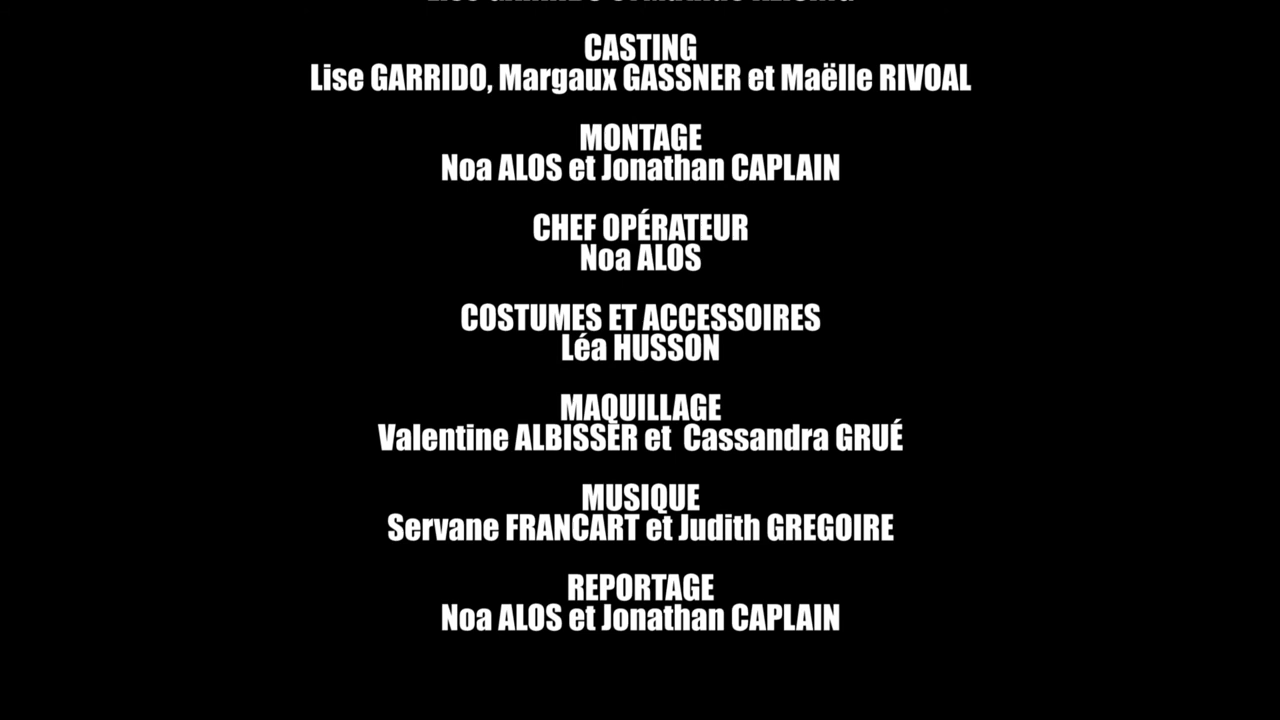 CASTING
Lise GARRIDO, Margaux GASSNER et Maëlle RIVOAL
MONTAGE
Noa ALOS et Jonathan CAPLAIN
CHEF OPÉRATEUR
Noa ALOS
COSTUMES ET ACCESSOIRES
Léa HUSSON
MAQUILLAGE
Valentine ALBISSER et  Cassandra GRUÉ
MUSIQUE
Servane FRANCART et Judith GREGOIRE
REPORTAGE
Noa ALOS et Jonathan CAPLAIN